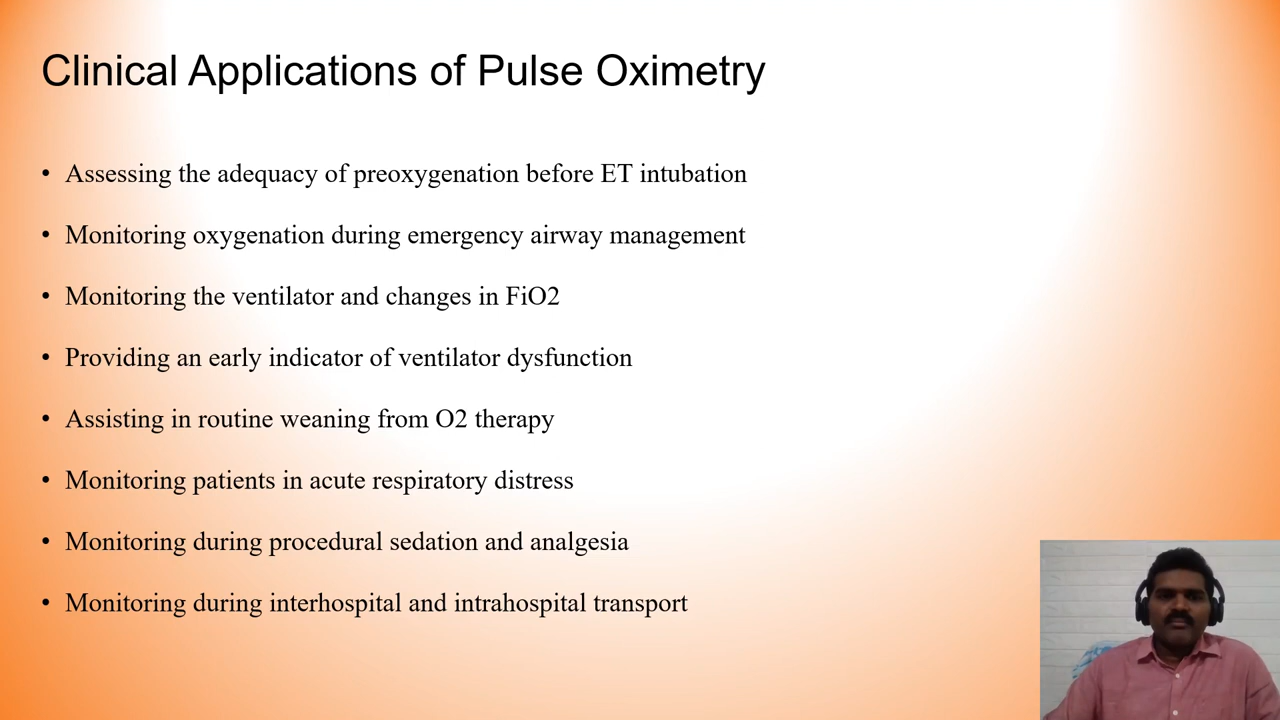 Clinical Applications of Pulse Oximetry
• Assessing the adequacy of preoxygenation before ET intubation
• Monitoring oxygenation during emergency airway management
• Monitoring the ventilator and changes in FiO2
• Providing an early indicator of ventilator dysfunction
• Assisting in routine weaning from O2 therapy
• Monitoring patients in acute respiratory distress
• Monitoring during procedural sedation and analgesia
• Monitoring during interhospital and intrahospital transport